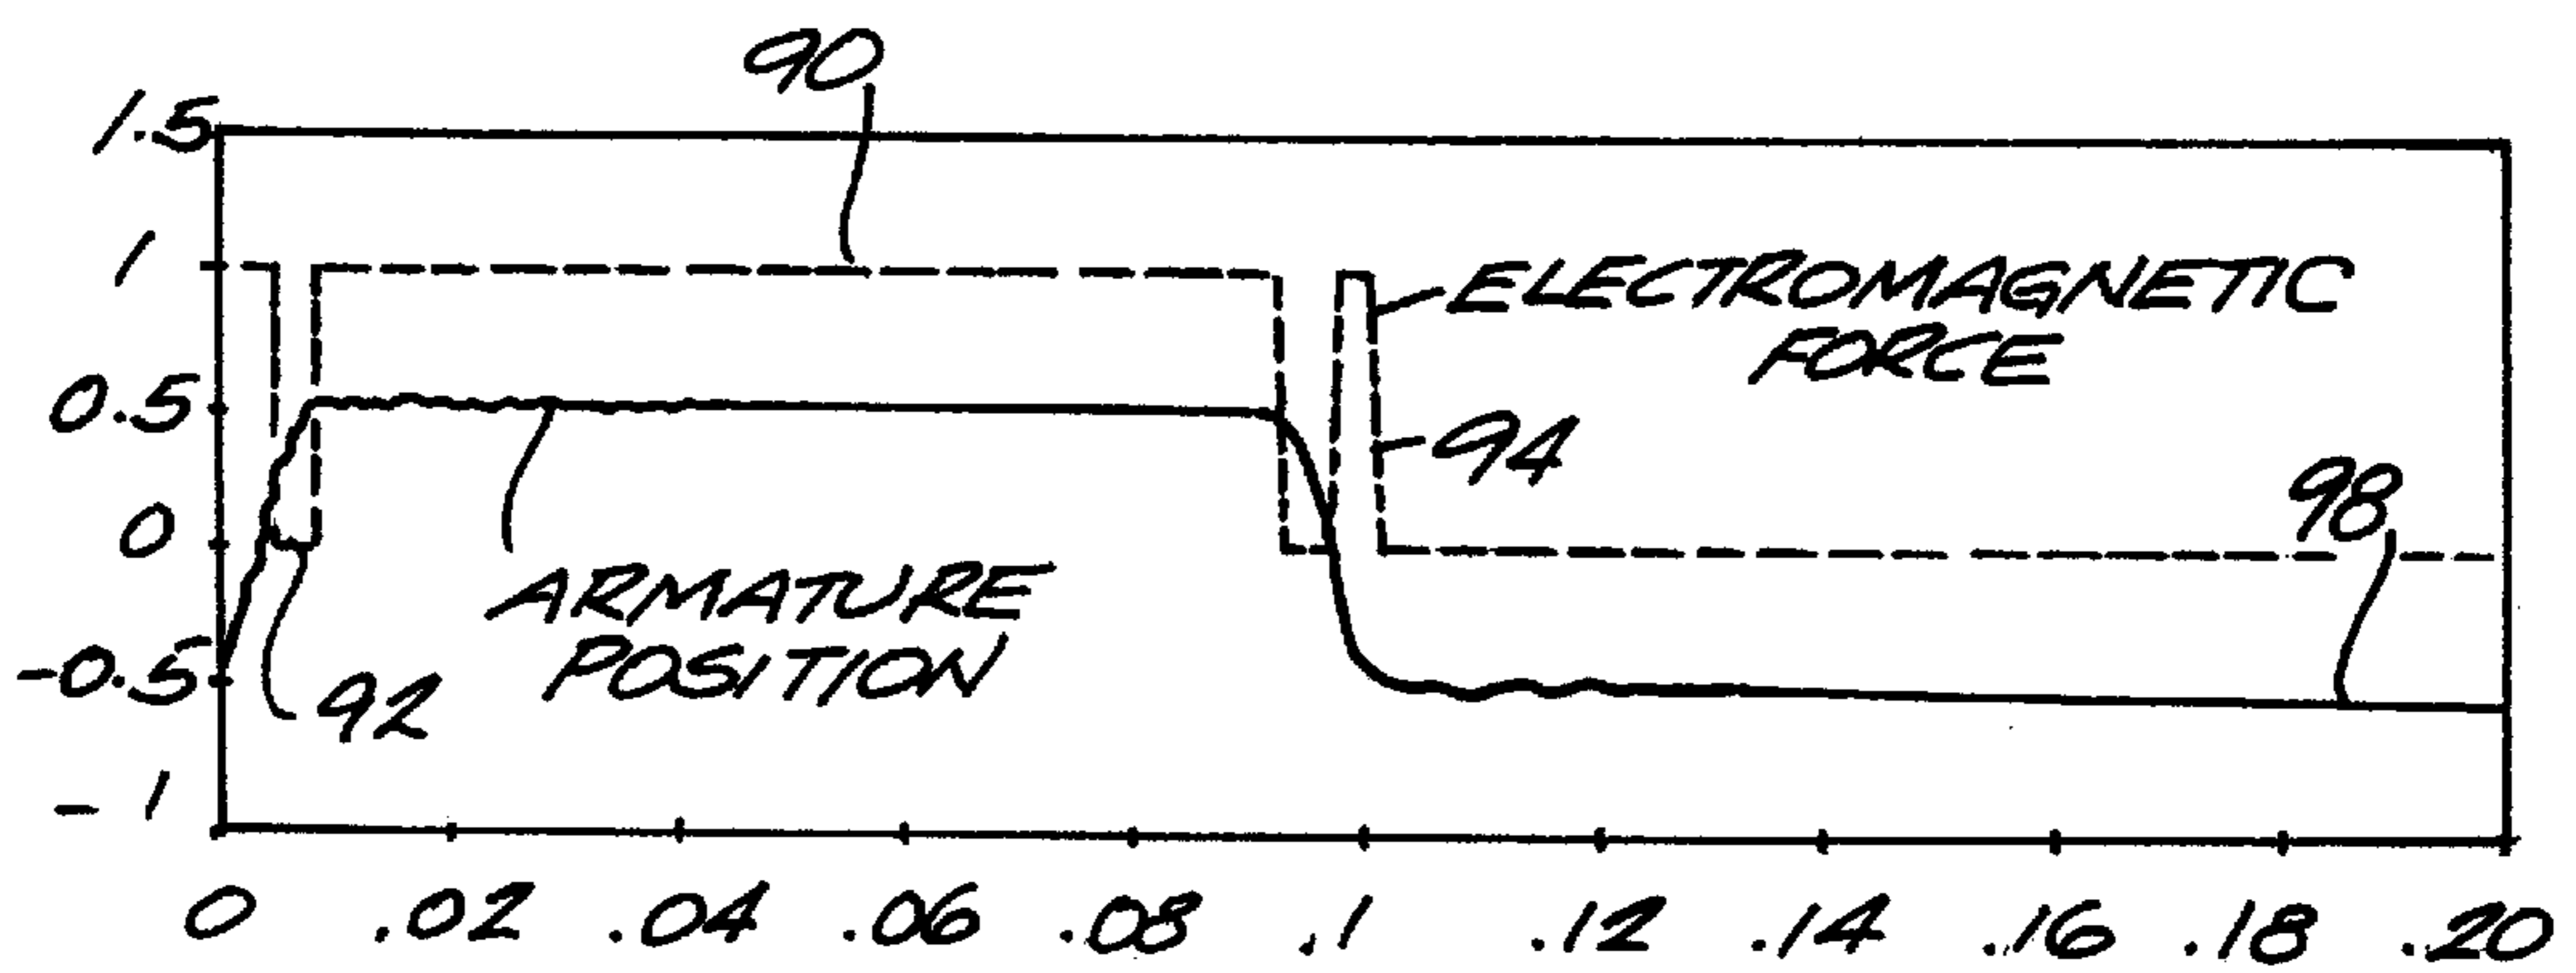 90
1.5
1
ELECTROMAGNETIC
FORCE
0.5
94
98
0
ARMATURE
POSITION
-0.5
92
-1
0 .02 .04 .06 .08 .1 .12 .14 .16 .18 .20